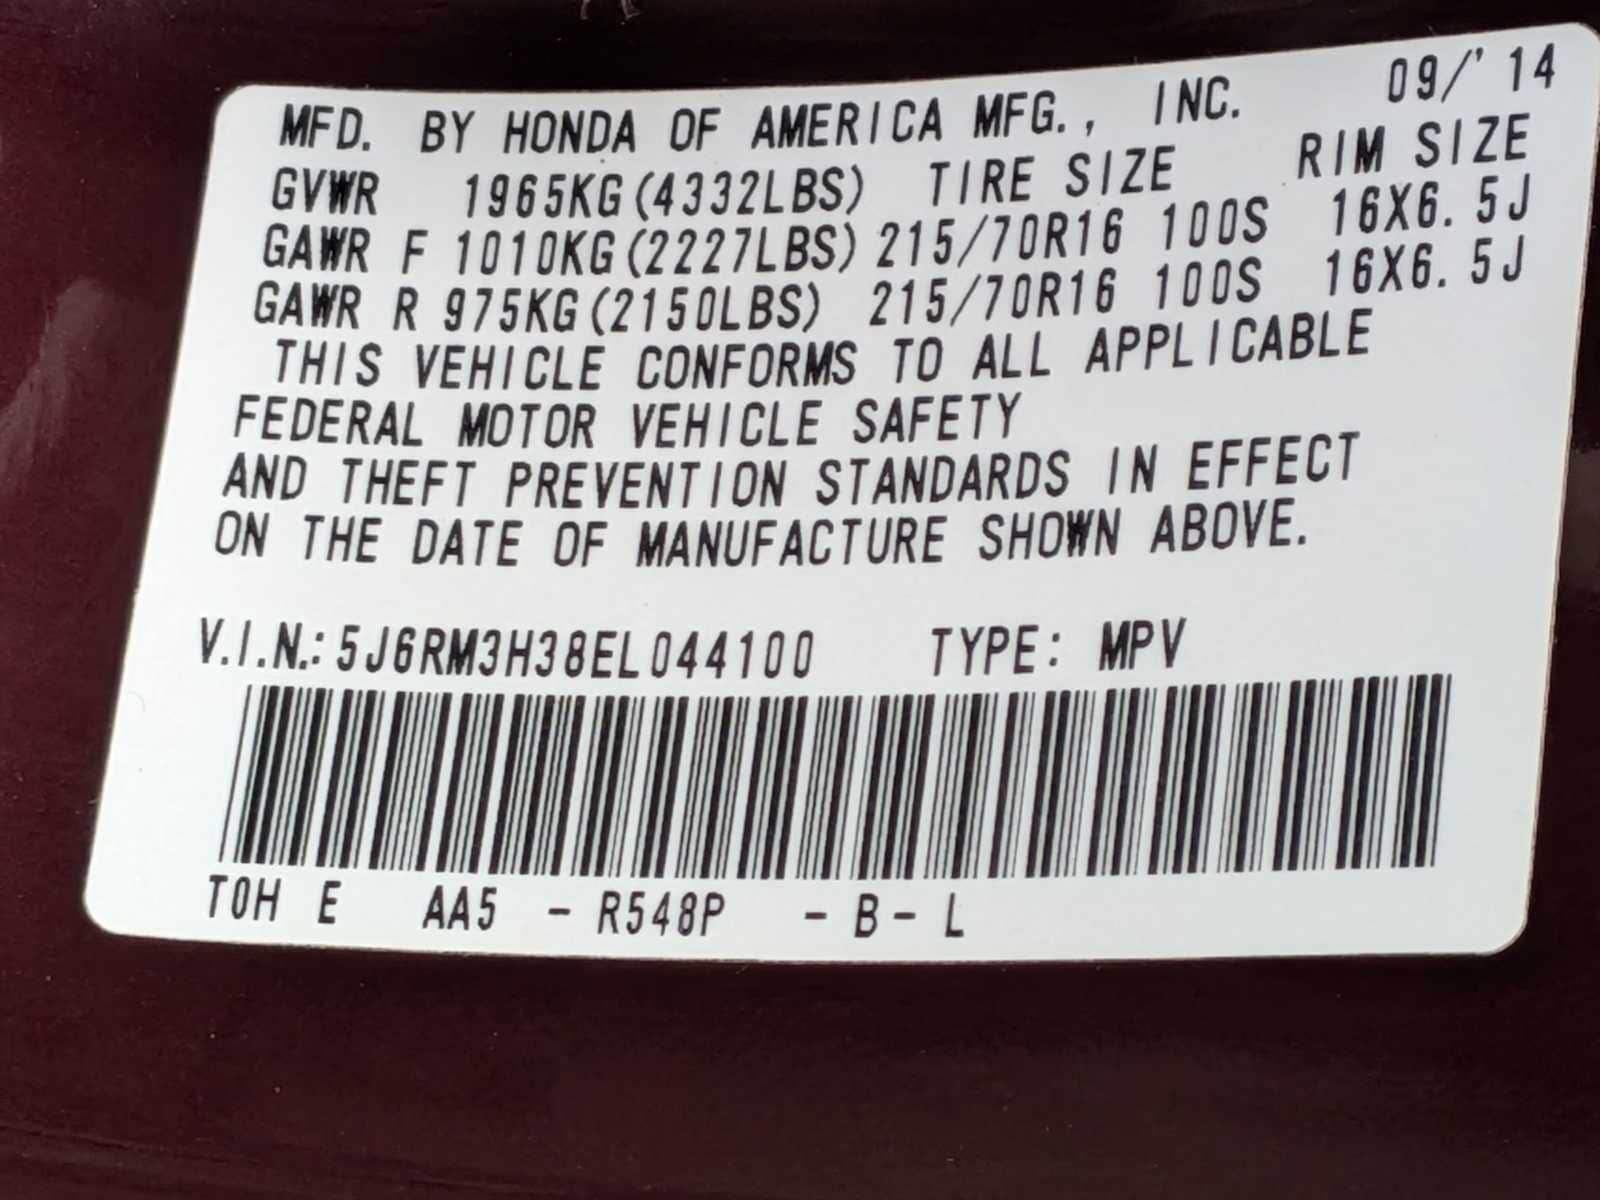 MFD. BY HONDA OF AMERICA MFG., INC. 09/'14
GVWR 1965KG(4332LBS) TIRE SIZE RIM SIZE
GAWR F 1010KG(2227LBS) 215/70R16 100S 16X6.5J
GAWR R 975KG(2150LBS) 215/70R16 100S 16X6.5J
THIS VEHICLE CONFORMS TO ALL APPLICABLE
FEDERAL MOTOR VEHICLE SAFETY
AND THEFT PREVENTION STANDARDS IN EFFECT
ON THE DATE OF MANUFACTURE SHOWN ABOVE.
V.I.N.: 5J6RM3H38EL044100 TYPE: MPV
T0H E AA5 - R548P - B - L